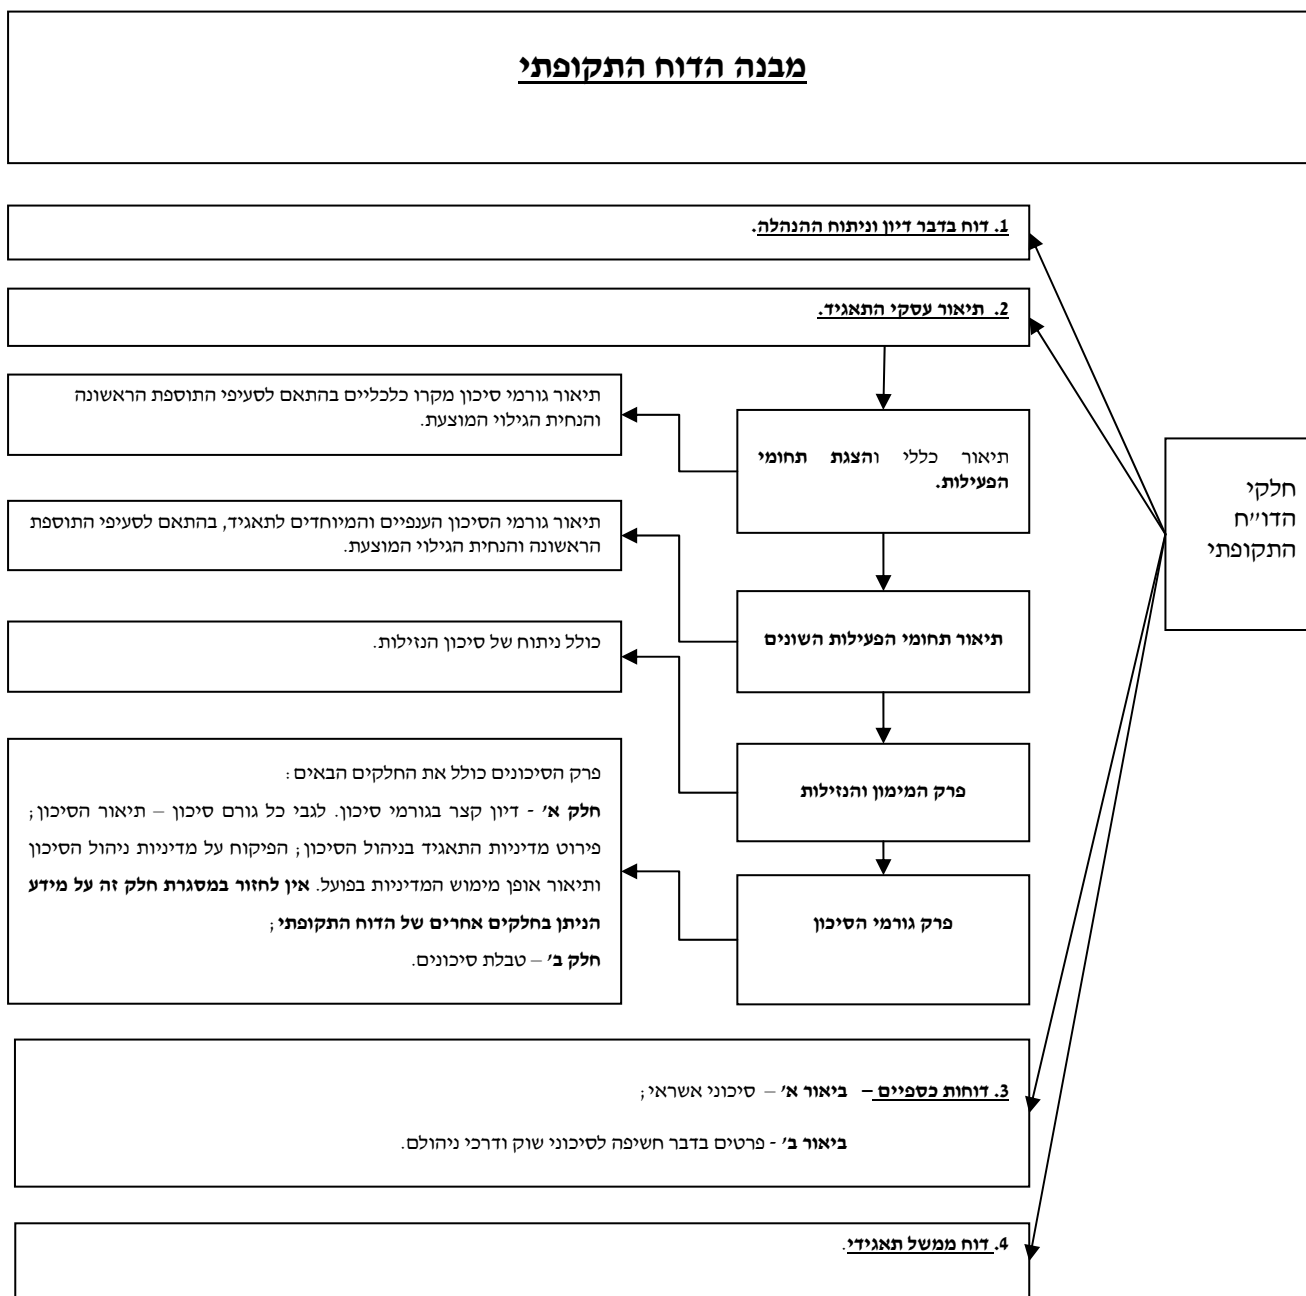 מבנה הדוח התקופתי
חלקי
הדו״ח
התקופתי
1. דוח בדבר דיון וניתוח ההנהלה.
2. תיאור עסקי התאגיד.
תיאור כללי והצגת תחומי
הפעילות.
תיאור גורמי סיכון מקרו כלכליים בהתאם לסעיפי התוספת הראשונה
והנחית הגילוי המוצעת.
תיאור תחומי הפעילות השונים
תיאור גורמי הסיכון הענפיים והמיוחדים לתאגיד, בהתאם לסעיפי התוספת
הראשונה והנחית הגילוי המוצעת.
פרק המימון והנזילות
כולל ניתוח של סיכון הנזילות.
פרק גורמי הסיכון
פרק הסיכונים כולל את החלקים הבאים:
חלק א׳ - דיון קצר בגורמי סיכון. לגבי כל גורם סיכון – תיאור הסיכון;
פירוט מדיניות התאגיד בניהול הסיכון; הפיקוח על מדיניות ניהול הסיכון
ותיאור אופן מימוש המדיניות בפועל. אין לחזור במסגרת חלק זה על מידע
הניתן בחלקים אחרים של הדוח התקופתי;
חלק ב׳ – טבלת סיכונים.
3. דוחות כספיים – ביאור א׳ – סיכוני אשראי;
ביאור ב׳ - פרטים בדבר חשיפה לסיכוני שוק ודרכי ניהולם.
4. דוח ממשל תאגידי.